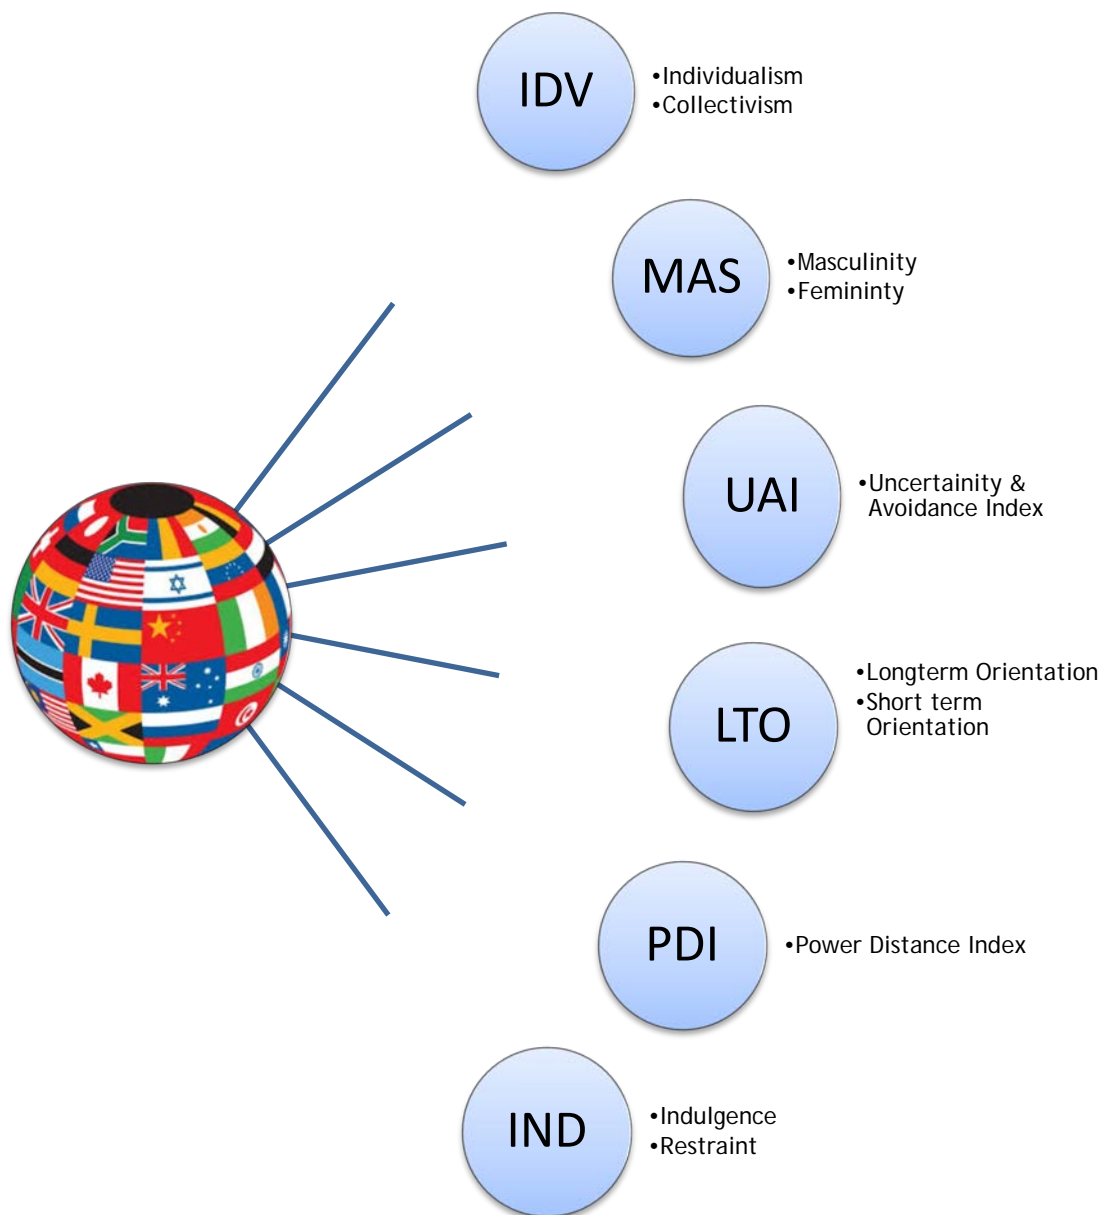 IDV
•Individualism
•Collectivism
MAS
•Masculinity
•Femininty
UAI
•Uncertainity &
Avoidance Index
LTO
•Longterm Orientation
•Short term
Orientation
PDI
•Power Distance Index
IND
•Indulgence
•Restraint